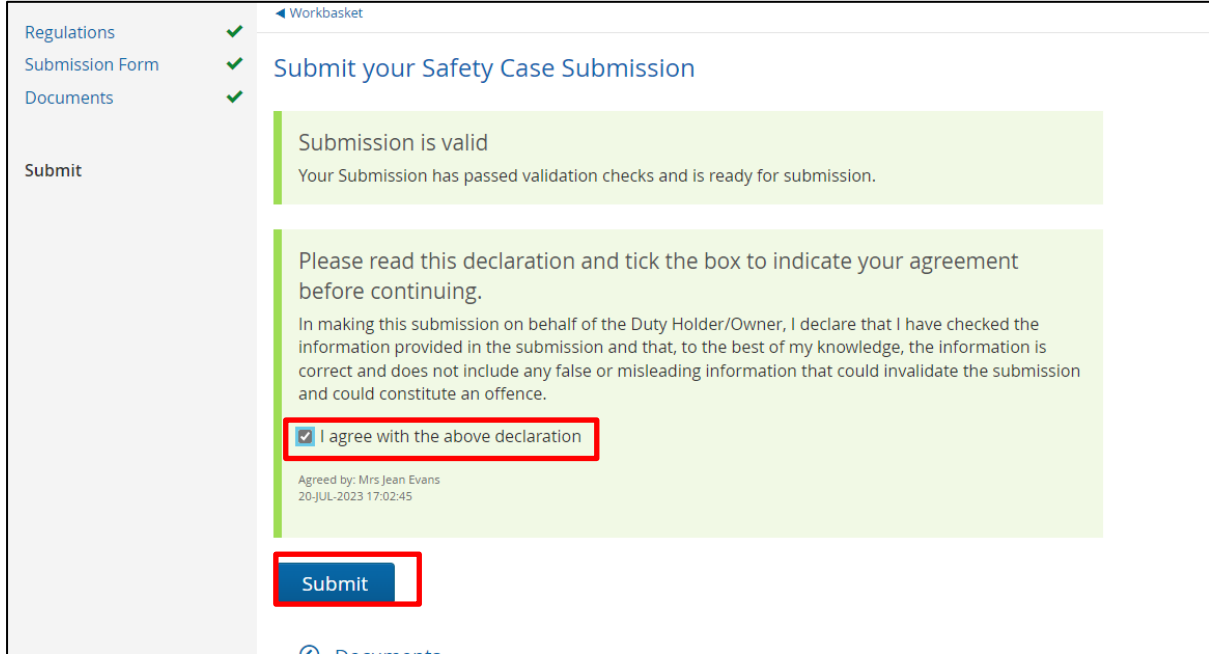 ◄ Workbasket
Regulations
Submission Form
Documents
Submit
Submit your Safety Case Submission
Submission is valid
Your Submission has passed validation checks and is ready for submission.
Please read this declaration and tick the box to indicate your agreement
before continuing.
In making this submission on behalf of the Duty Holder/Owner, I declare that I have checked the
information provided in the submission and that, to the best of my knowledge, the information is
correct and does not include any false or misleading information that could invalidate the submission
and could constitute an offence.
I agree with the above declaration
Agreed by: Mrs Jean Evans
20-JUL-2023 17:02:45
Submit
Documents